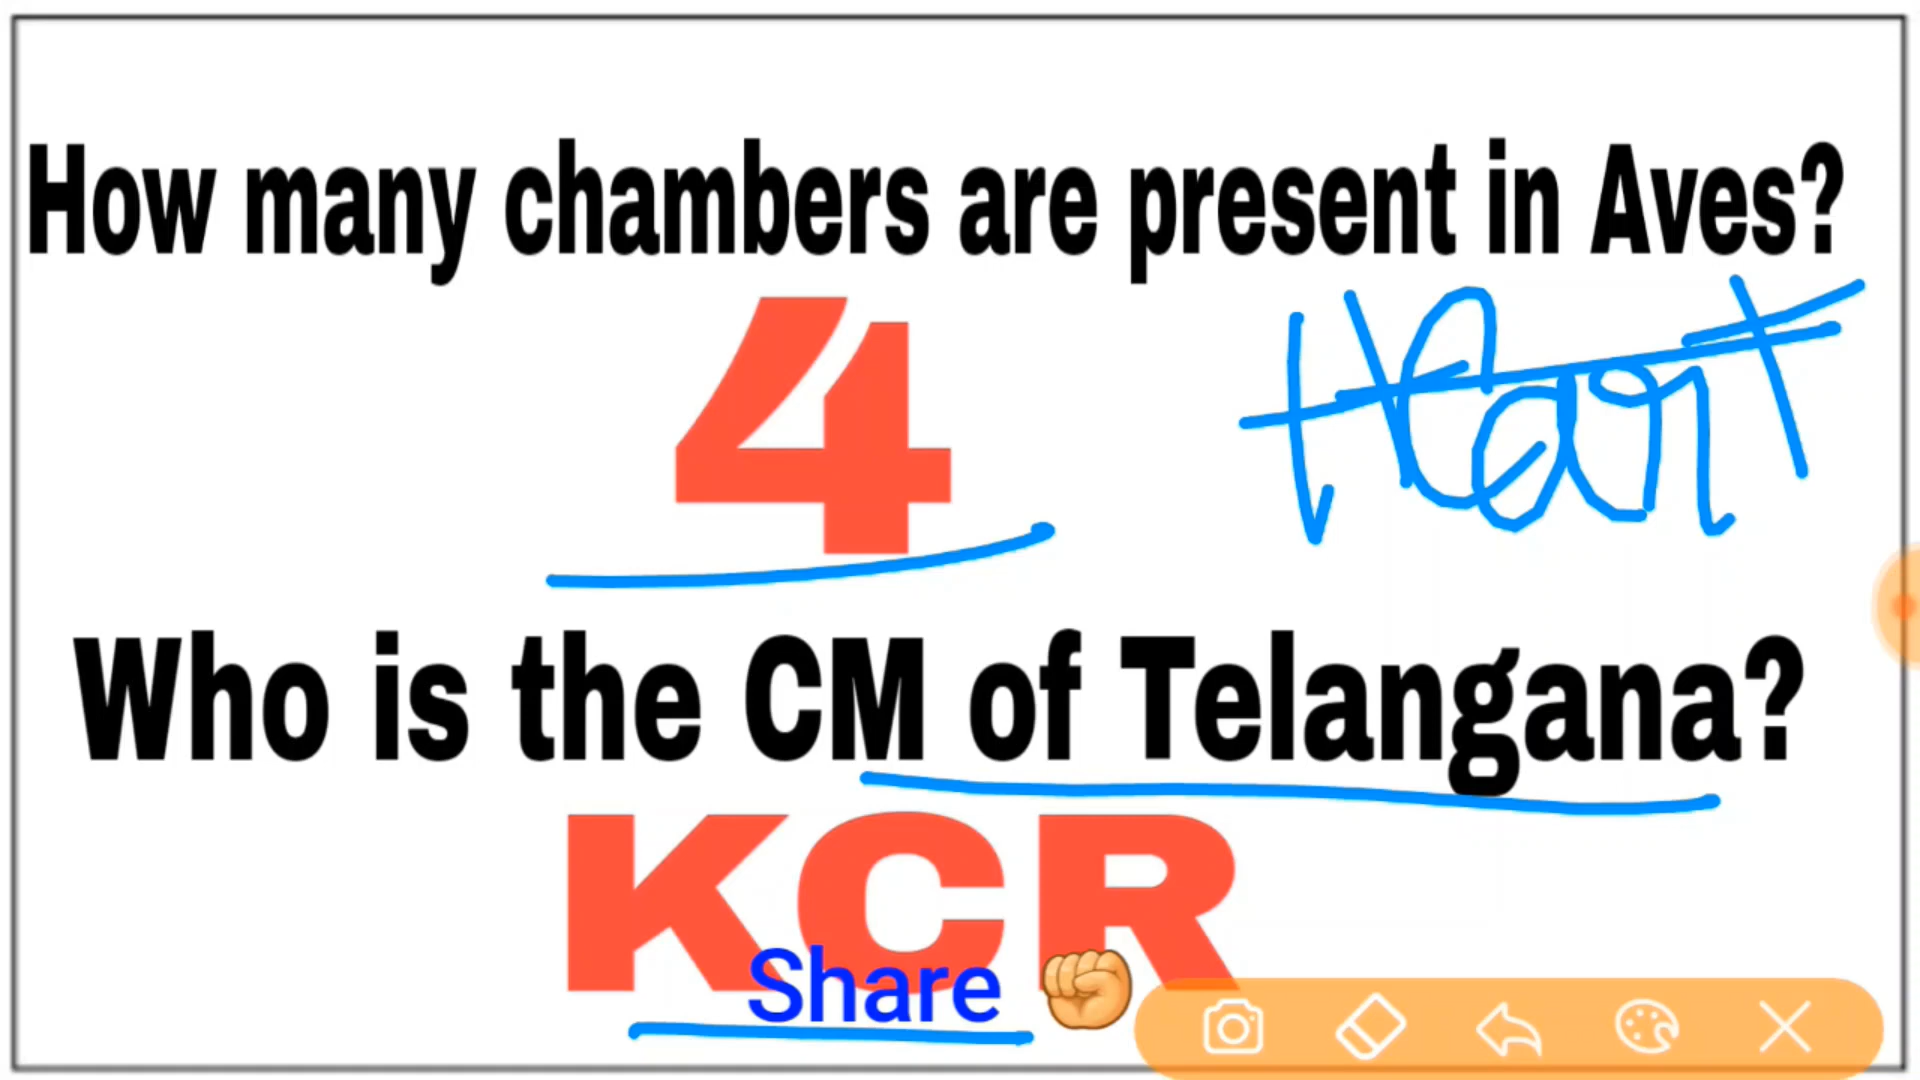 How many chambers are present in Aves?
4
Heart
Who is the CM of Telangana?
KCR
Share